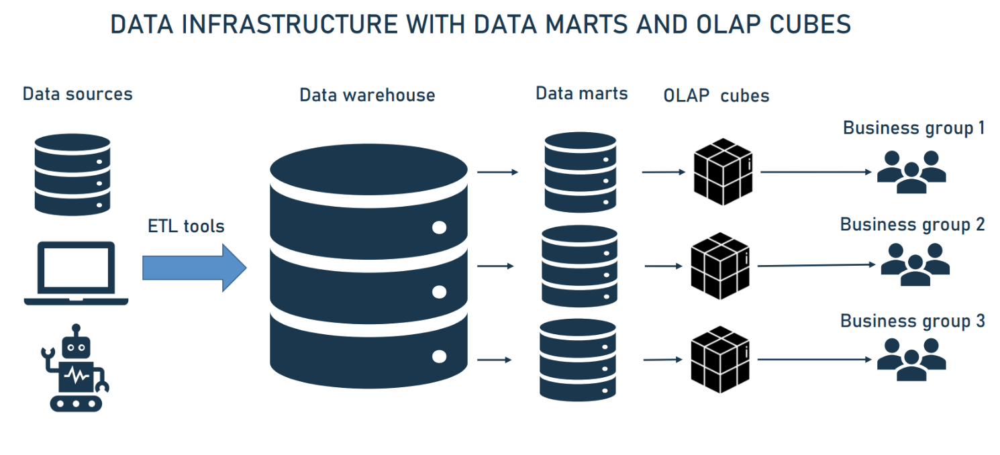 DATA INFRASTRUCTURE WITH DATA MARTS AND OLAP CUBES
Data sources
Data warehouse
Data marts
OLAP cubes
Business group 1
ETL tools
Business group 2
Business group 3